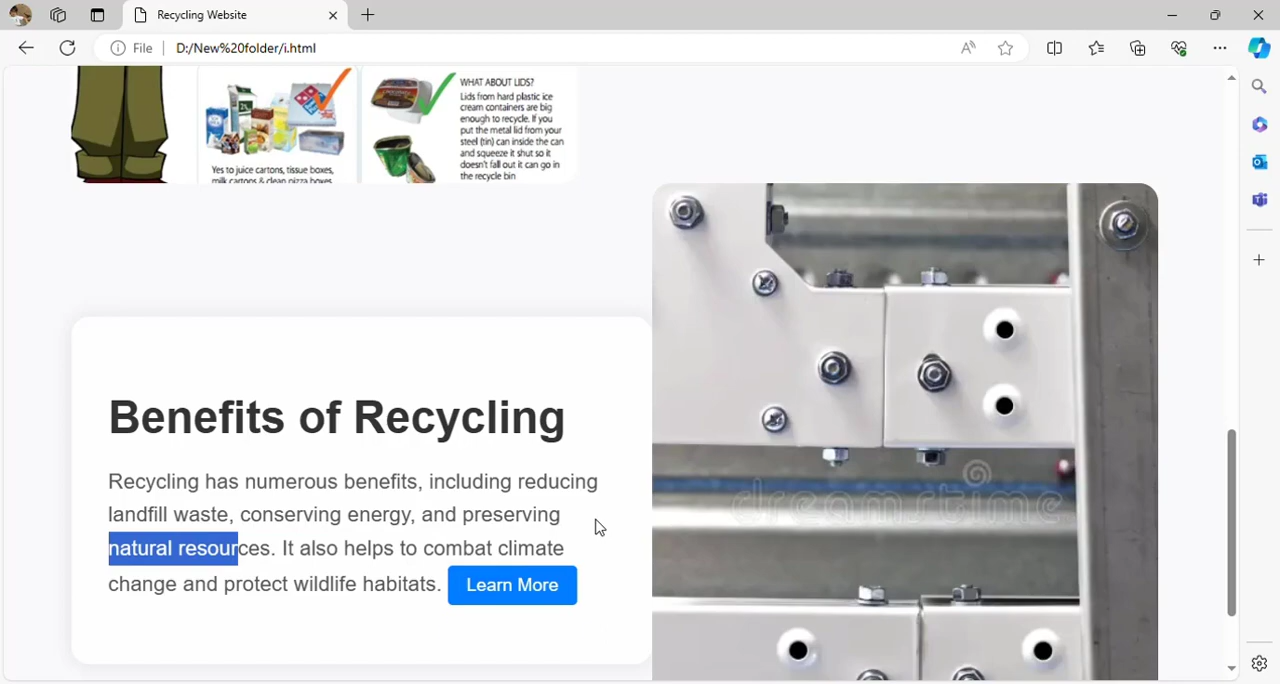 Recycling Website
File
D:/New%20folder/i.html
WHAT ABOUT LIDS?
Lids from hard plastic ice
cream containers are big
enough to recycle. If you
put the metal lid from your
steel (tin) can inside the can
and squeeze it shut so it
doesn't fall out it can go in
the recycle bin
Yes to juice cartons, tissue boxes,
milk cartons & clean pizza boxes
Benefits of Recycling
Recycling has numerous benefits, including reducing
landfill waste, conserving energy, and preserving
natural resources. It also helps to combat climate
change and protect wildlife habitats. Learn More
dreamstime